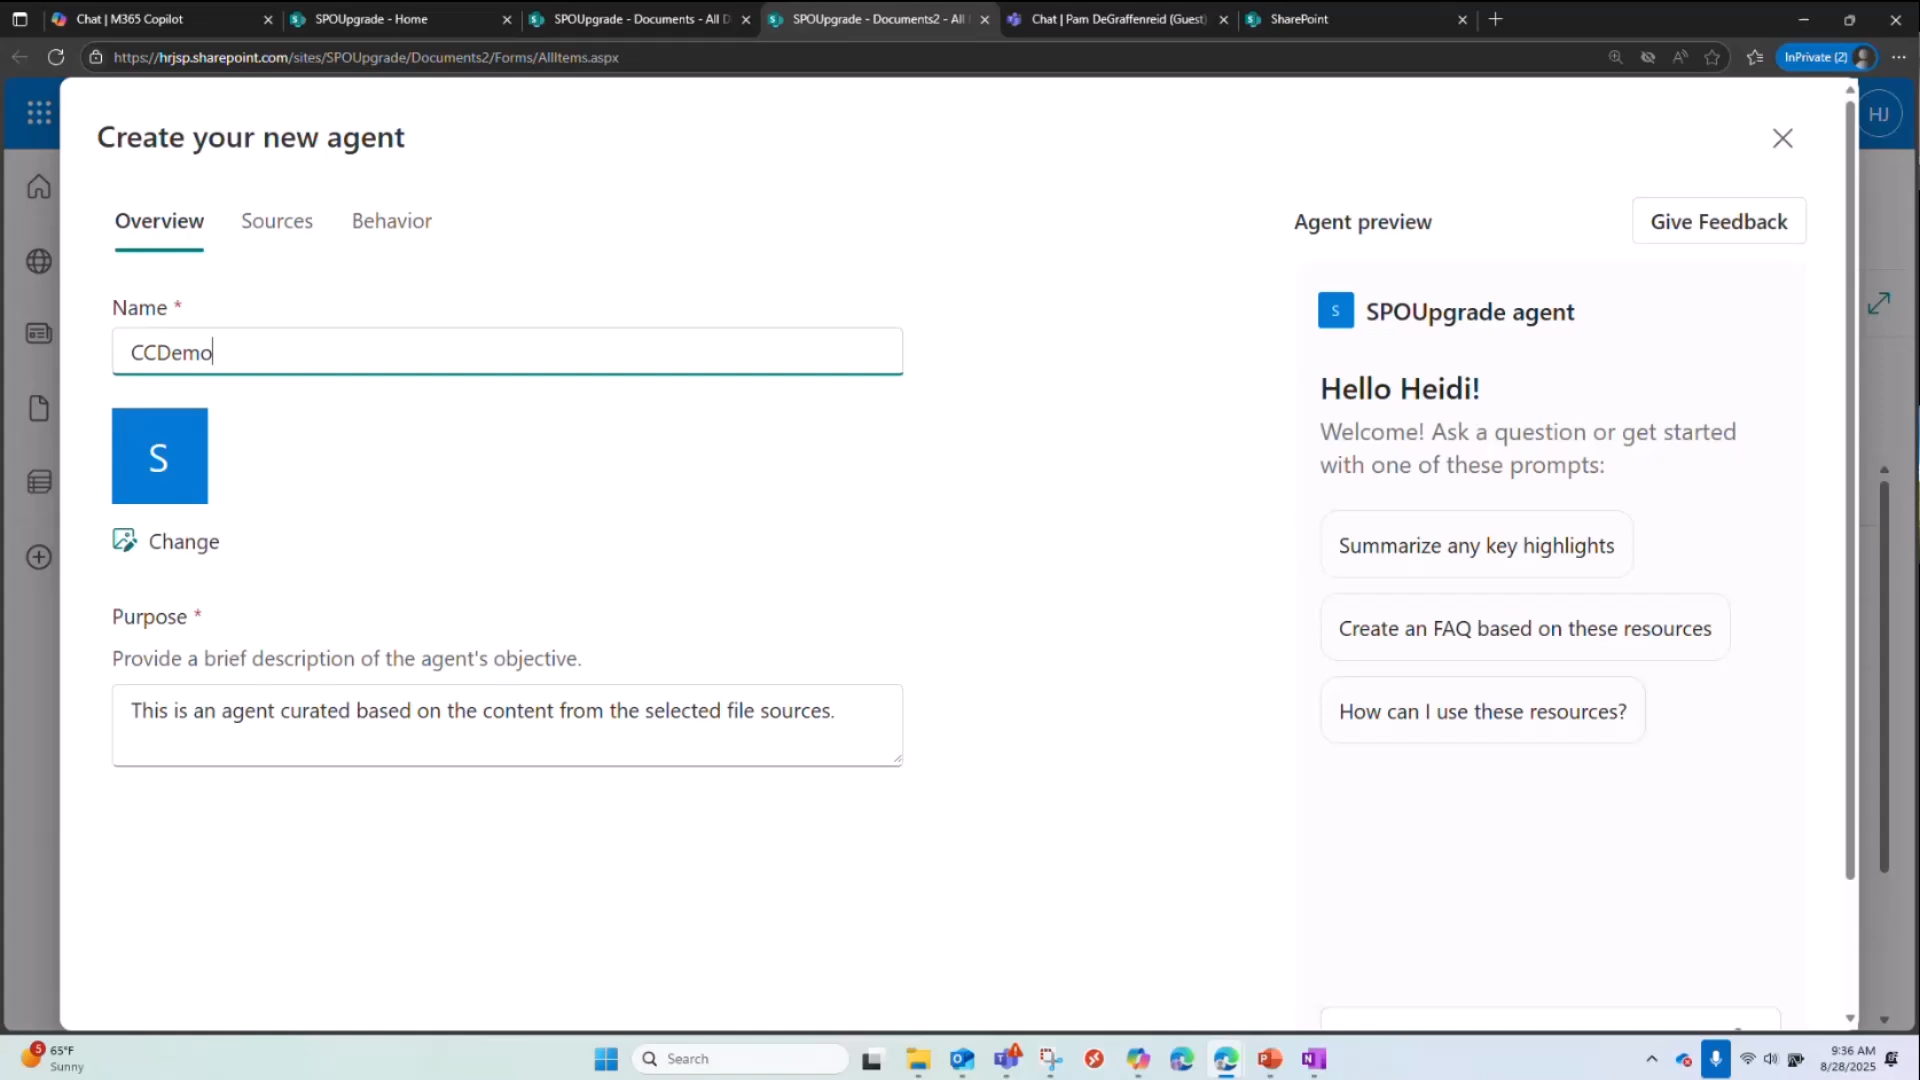 Chat | M365 Copilot
SPOUpgrade - Home
SPOUpgrade - Documents - All D
SPOUpgrade - Documents2 - All
Chat | Pam DeGraffenreid (Guest)
SharePoint
https://hrjsp.sharepoint.com/sites/SPOUpgrade/Documents2/Forms/AllItems.aspx
InPrivate (2)
HJ
Create your new agent
Overview
Sources
Behavior
Agent preview
Give Feedback
Name *
CCDemo
S
Change
Purpose *
Provide a brief description of the agent's objective.
This is an agent curated based on the content from the selected file sources.
S
SPOUpgrade agent
Hello Heidi!
Welcome! Ask a question or get started
with one of these prompts:
Summarize any key highlights
Create an FAQ based on these resources
How can I use these resources?
5
65°F
Sunny
Search
9:36 AM
8/28/2025